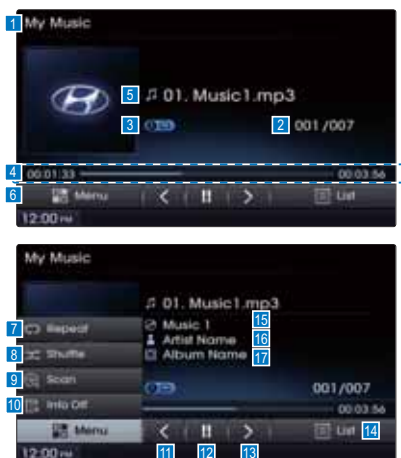 1 My Music
5 01. Music1.mp3
3 2 001/007
4 00:01:33 00:03:56
6 Menu List
12:00 PM
My Music
01. Music1.mp3
Music 1 15
Artist Name 16
Album Name 17
7 Repeat
8 Shuffle
9 Scan
10 Info Off
001/007
00:03:56
Menu List 14
12:00 PM 11 12 13